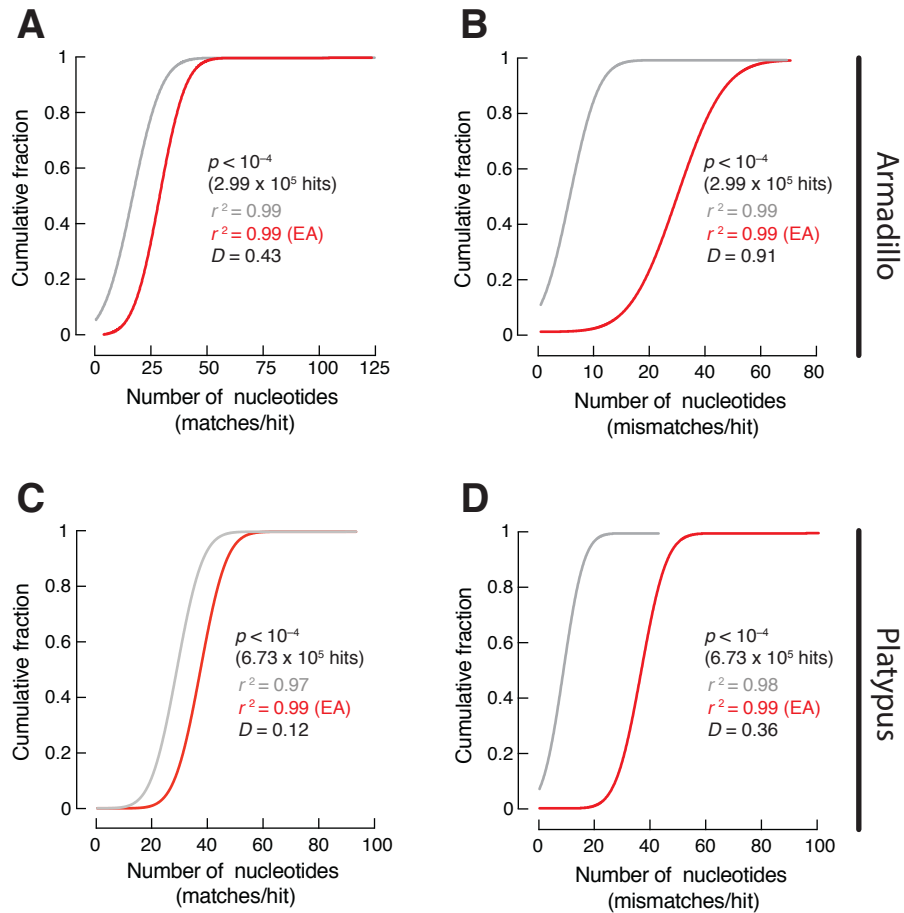 A
1
0.8
0.6
0.4
0.2
0
Cumulative fraction
p < 10⁻⁴
(2.99 x 10⁵ hits)
r² = 0.99
r² = 0.99 (EA)
D = 0.43
0 25 50 75 100 125
Number of nucleotides
(matches/hit)
B
1
0.8
0.6
0.4
0.2
0
Cumulative fraction
p < 10⁻⁴
(2.99 x 10⁵ hits)
r² = 0.99
r² = 0.99 (EA)
D = 0.91
0 10 20 40 60 80
Number of nucleotides
(mismatches/hit)
Armadillo
C
1
0.8
0.6
0.4
0.2
0
Cumulative fraction
p < 10⁻⁴
(6.73 x 10⁵ hits)
r² = 0.97
r² = 0.99 (EA)
D = 0.12
0 20 40 60 80 100
Number of nucleotides
(matches/hit)
D
1
0.8
0.6
0.4
0.2
0
Cumulative fraction
p < 10⁻⁴
(6.73 x 10⁵ hits)
r² = 0.98
r² = 0.99 (EA)
D = 0.36
0 20 40 60 80 100
Number of nucleotides
(mismatches/hit)
Platypus